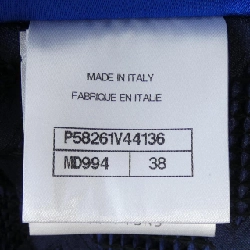 MADE IN ITALY
FABRIQUE EN ITALIE
P58261V44136
MD994 38